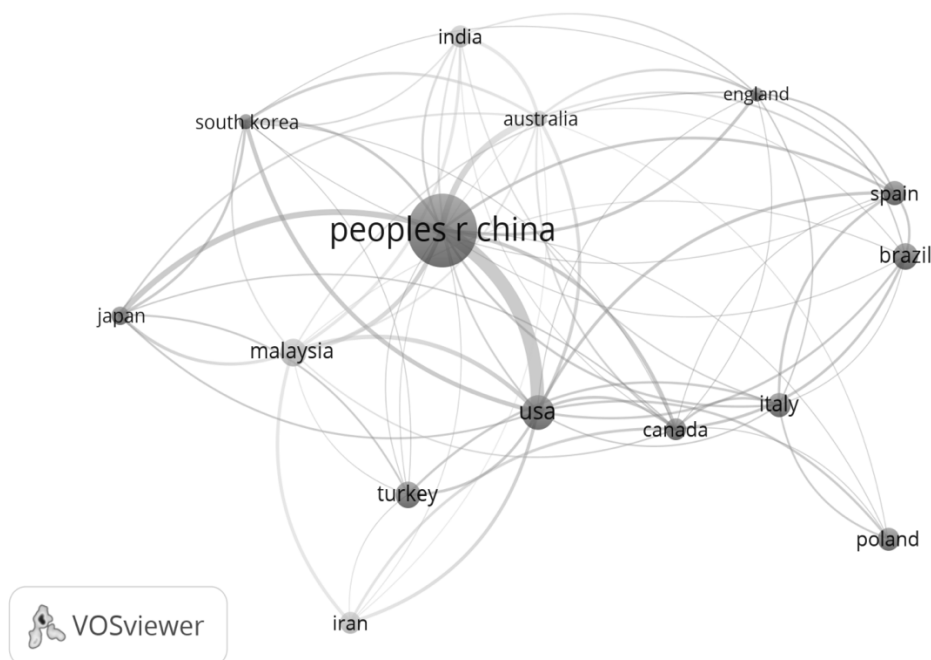 india
england
south korea
australia
spain
peoples r china
brazil
japan
malaysia
usa
italy
canada
turkey
poland
iran
VOSviewer